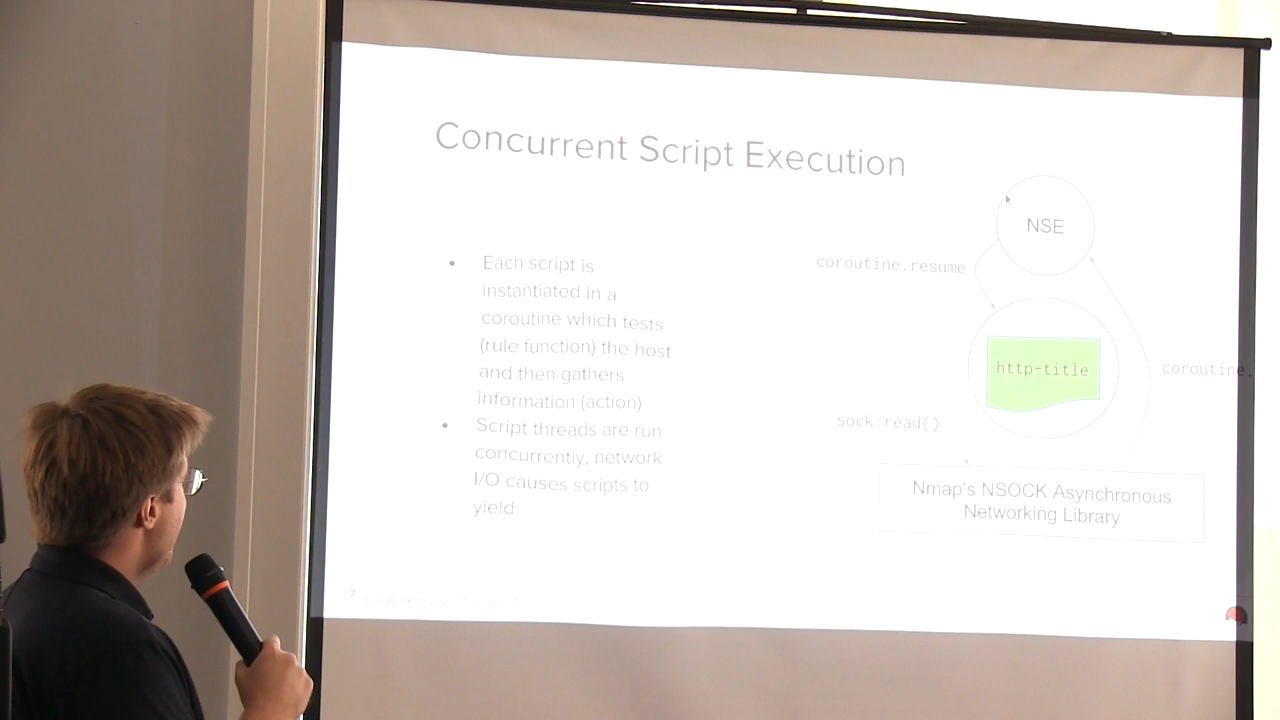 Concurrent Script Execution
• Each script is
instantiated in a
coroutine which tests
(rule function) the host
and then gathers
information (action)
• Script threads are run
concurrently, network
I/O causes scripts to
yield
NSE
coroutine.resume
http-title
coroutine.
sock:read()
Nmap's NSOCK Asynchronous
Networking Library
7